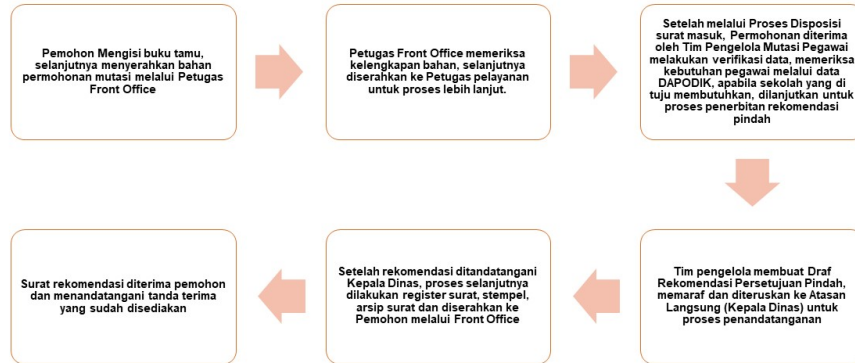 Pemohon Mengisi buku tamu,
selanjutnya menyerahkan bahan
permohonan mutasi melalui Petugas
Front Office
Petugas Front Office memeriksa
kelengkapan bahan, selanjutnya
diserahkan ke Petugas pelayanan
untuk proses lebih lanjut.
Setelah melalui Proses Disposisi
surat masuk, Permohonan diterima
oleh Tim Pengelola Mutasi Pegawai
melakukan verifikasi data, memeriksa
kebutuhan pegawai melalui data
DAPODIK, apabila sekolah yang di
tuju membutuhkan, dilanjutkan untuk
proses penerbitan rekomendasi
pindah
Tim pengelola membuat Draf
Rekomendasi Persetujuan Pindah,
memaraf dan diteruskan ke Atasan
Langsung (Kepala Dinas) untuk
proses penandatanganan
Setelah rekomendasi ditandatangani
Kepala Dinas, proses selanjutnya
dilakukan register surat, stempel,
arsip surat dan diserahkan ke
Pemohon melalui Front Office
Surat rekomendasi diterima pemohon
dan menandatangani tanda terima
yang sudah disediakan